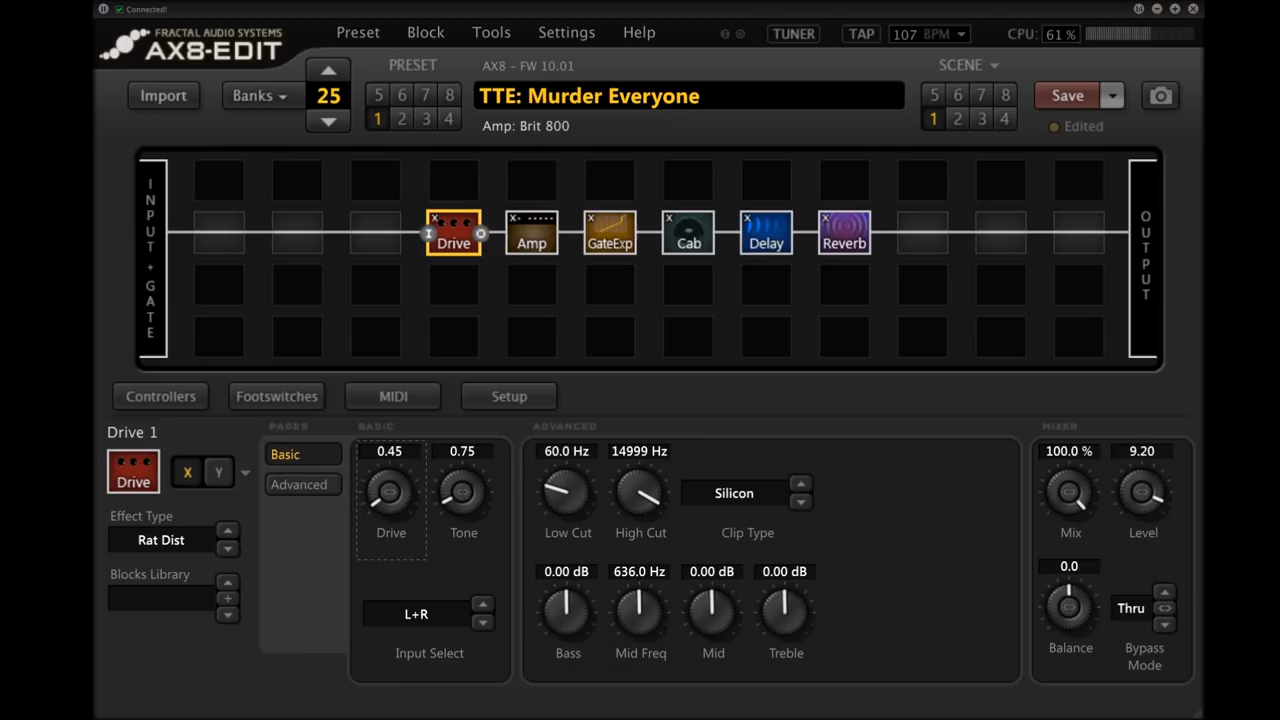 Connected!
FRACTAL AUDIO SYSTEMS
AX8-EDIT
Preset Block Tools Settings Help
TUNER TAP 107 BPM CPU: 61 %
PRESET AX8 – FW 10.01 SCENE
Import Banks 25
5 6 7 8
1 2 3 4
TTE: Murder Everyone
Amp: Brit 800
5 6 7 8
1 2 3 4
Save
Edited
INPUT + GATE
X Drive
X Amp
X GateExp
X Cab
X Delay
X Reverb
OUTPUT
Controllers Footswitches MIDI Setup
Drive 1
Drive
X Y
Effect Type
Rat Dist
Blocks Library
PAGES
Basic
Advanced
BASIC
0.45 0.75
Drive Tone
L+R
Input Select
ADVANCED
60.0 Hz 14999 Hz
Silicon
Low Cut High Cut Clip Type
0.00 dB 636.0 Hz 0.00 dB 0.00 dB
Bass Mid Freq Mid Treble
MIXER
100.0 % 9.20
Mix Level
0.0
Thru
Balance Bypass
Mode